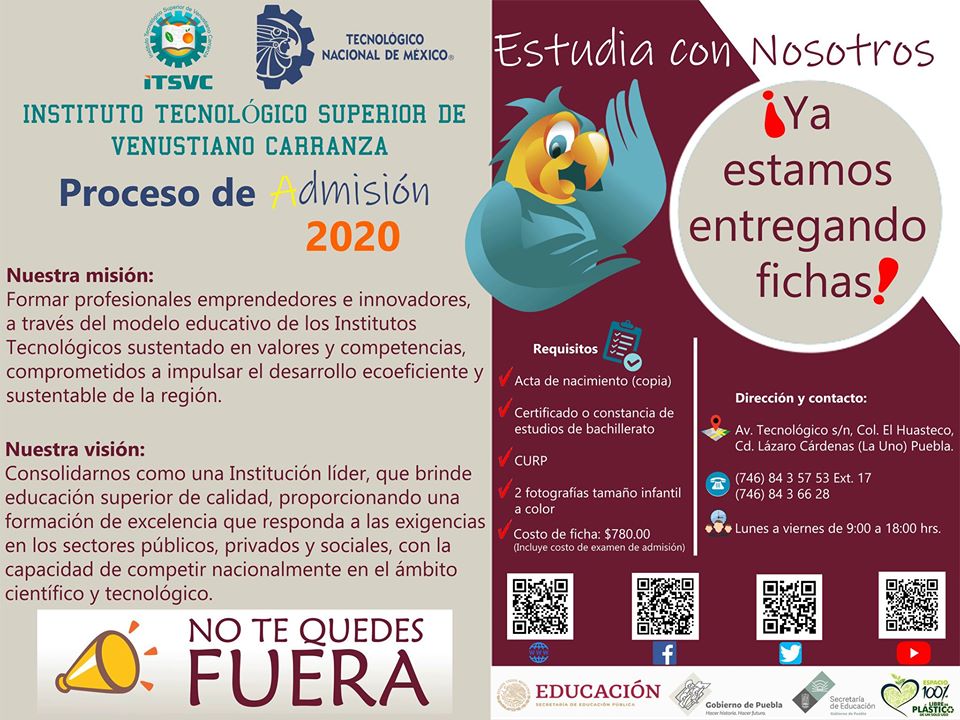 iTSVC
TECNOLÓGICO
NACIONAL DE MÉXICO®
INSTITUTO TECNOLÓGICO SUPERIOR DE
VENUSTIANO CARRANZA
Proceso de Admisión
2020
Nuestra misión:
Formar profesionales emprendedores e innovadores,
a través del modelo educativo de los Institutos
Tecnológicos sustentado en valores y competencias,
comprometidos a impulsar el desarrollo ecoeficiente y
sustentable de la región.
Nuestra visión:
Consolidarnos como una Institución líder, que brinde
educación superior de calidad, proporcionando una
formación de excelencia que responda a las exigencias
en los sectores públicos, privados y sociales, con la
capacidad de competir nacionalmente en el ámbito
científico y tecnológico.
NO TE QUEDES
FUERA
Estudia con Nosotros
¡Ya
estamos
entregando
fichas!
Requisitos
Acta de nacimiento (copia)
Certificado o constancia de
estudios de bachillerato
CURP
2 fotografías tamaño infantil
a color
Costo de ficha: $780.00
(Incluye costo de examen de admisión)
Dirección y contacto:
Av. Tecnológico s/n, Col. El Huasteco,
Cd. Lázaro Cárdenas (La Uno) Puebla.
(746) 84 3 57 53 Ext. 17
(746) 84 3 66 28
Lunes a viernes de 9:00 a 18:00 hrs.
EDUCACIÓN
SECRETARÍA DE EDUCACIÓN PÚBLICA
Gobierno de Puebla
Hacer historia. Hacer futuro.
Secretaría
de Educación
Gobierno de Puebla
ESPACIO
100%
LIBRE DE
PLÁSTICO
DE UN SOLO USO